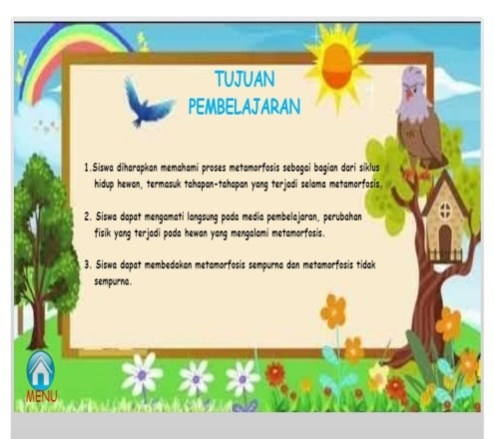 TUJUAN
PEMBELAJARAN
1.Siswa diharapkan memahami proses metamorfosis sebagai bagian dari siklus
hidup hewan, termasuk tahapan-tahapan yang terjadi selama metamorfosis.
2. Siswa dapat mengamati langsung pada media pembelajaran, perubahan
fisik yang terjadi pada hewan yang mengalami metamorfosis.
3. Siswa dapat membedakan metamorfosis sempurna dan metamorfosis tidak
sempurna.
MENU